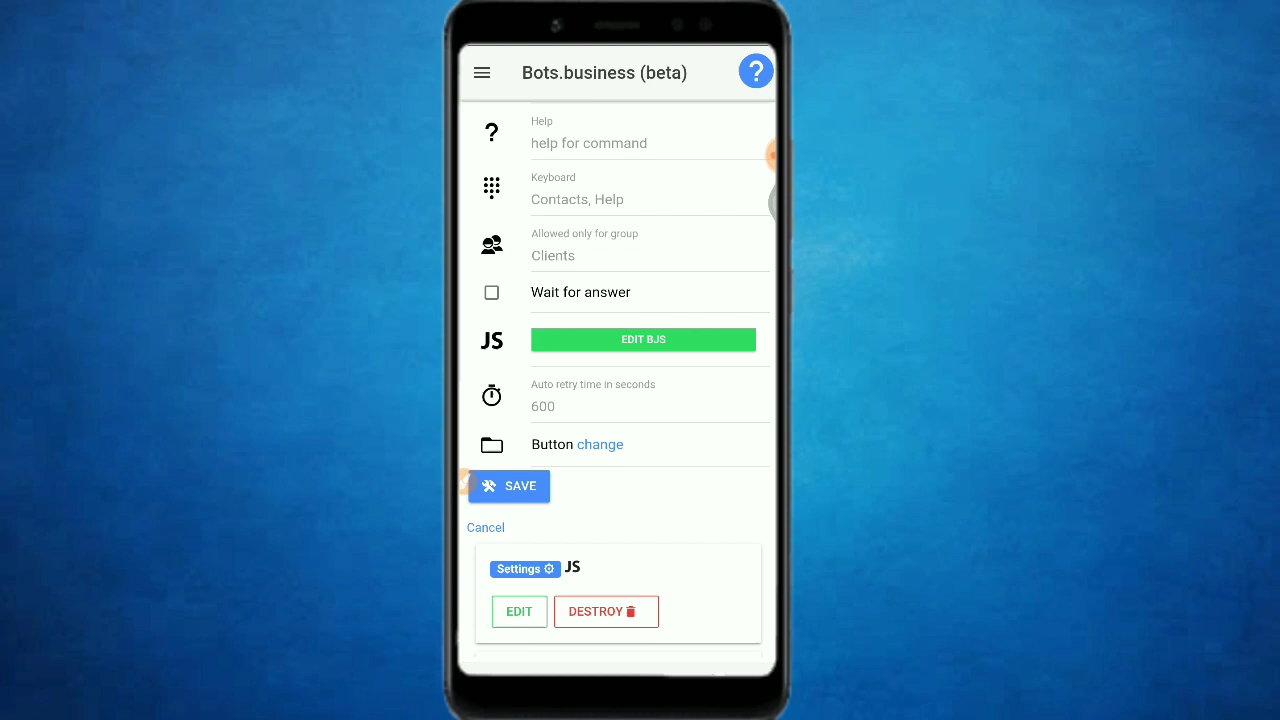 Bots.business (beta)
?
?
Help
help for command
Keyboard
Contacts, Help
Allowed only for group
Clients
Wait for answer
JS
EDIT BJS
Auto retry time in seconds
600
Button change
SAVE
Cancel
Settings JS
EDIT
DESTROY